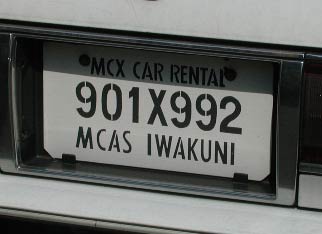 MCX CAR RENTAL
901X992
MCAS IWAKUNI